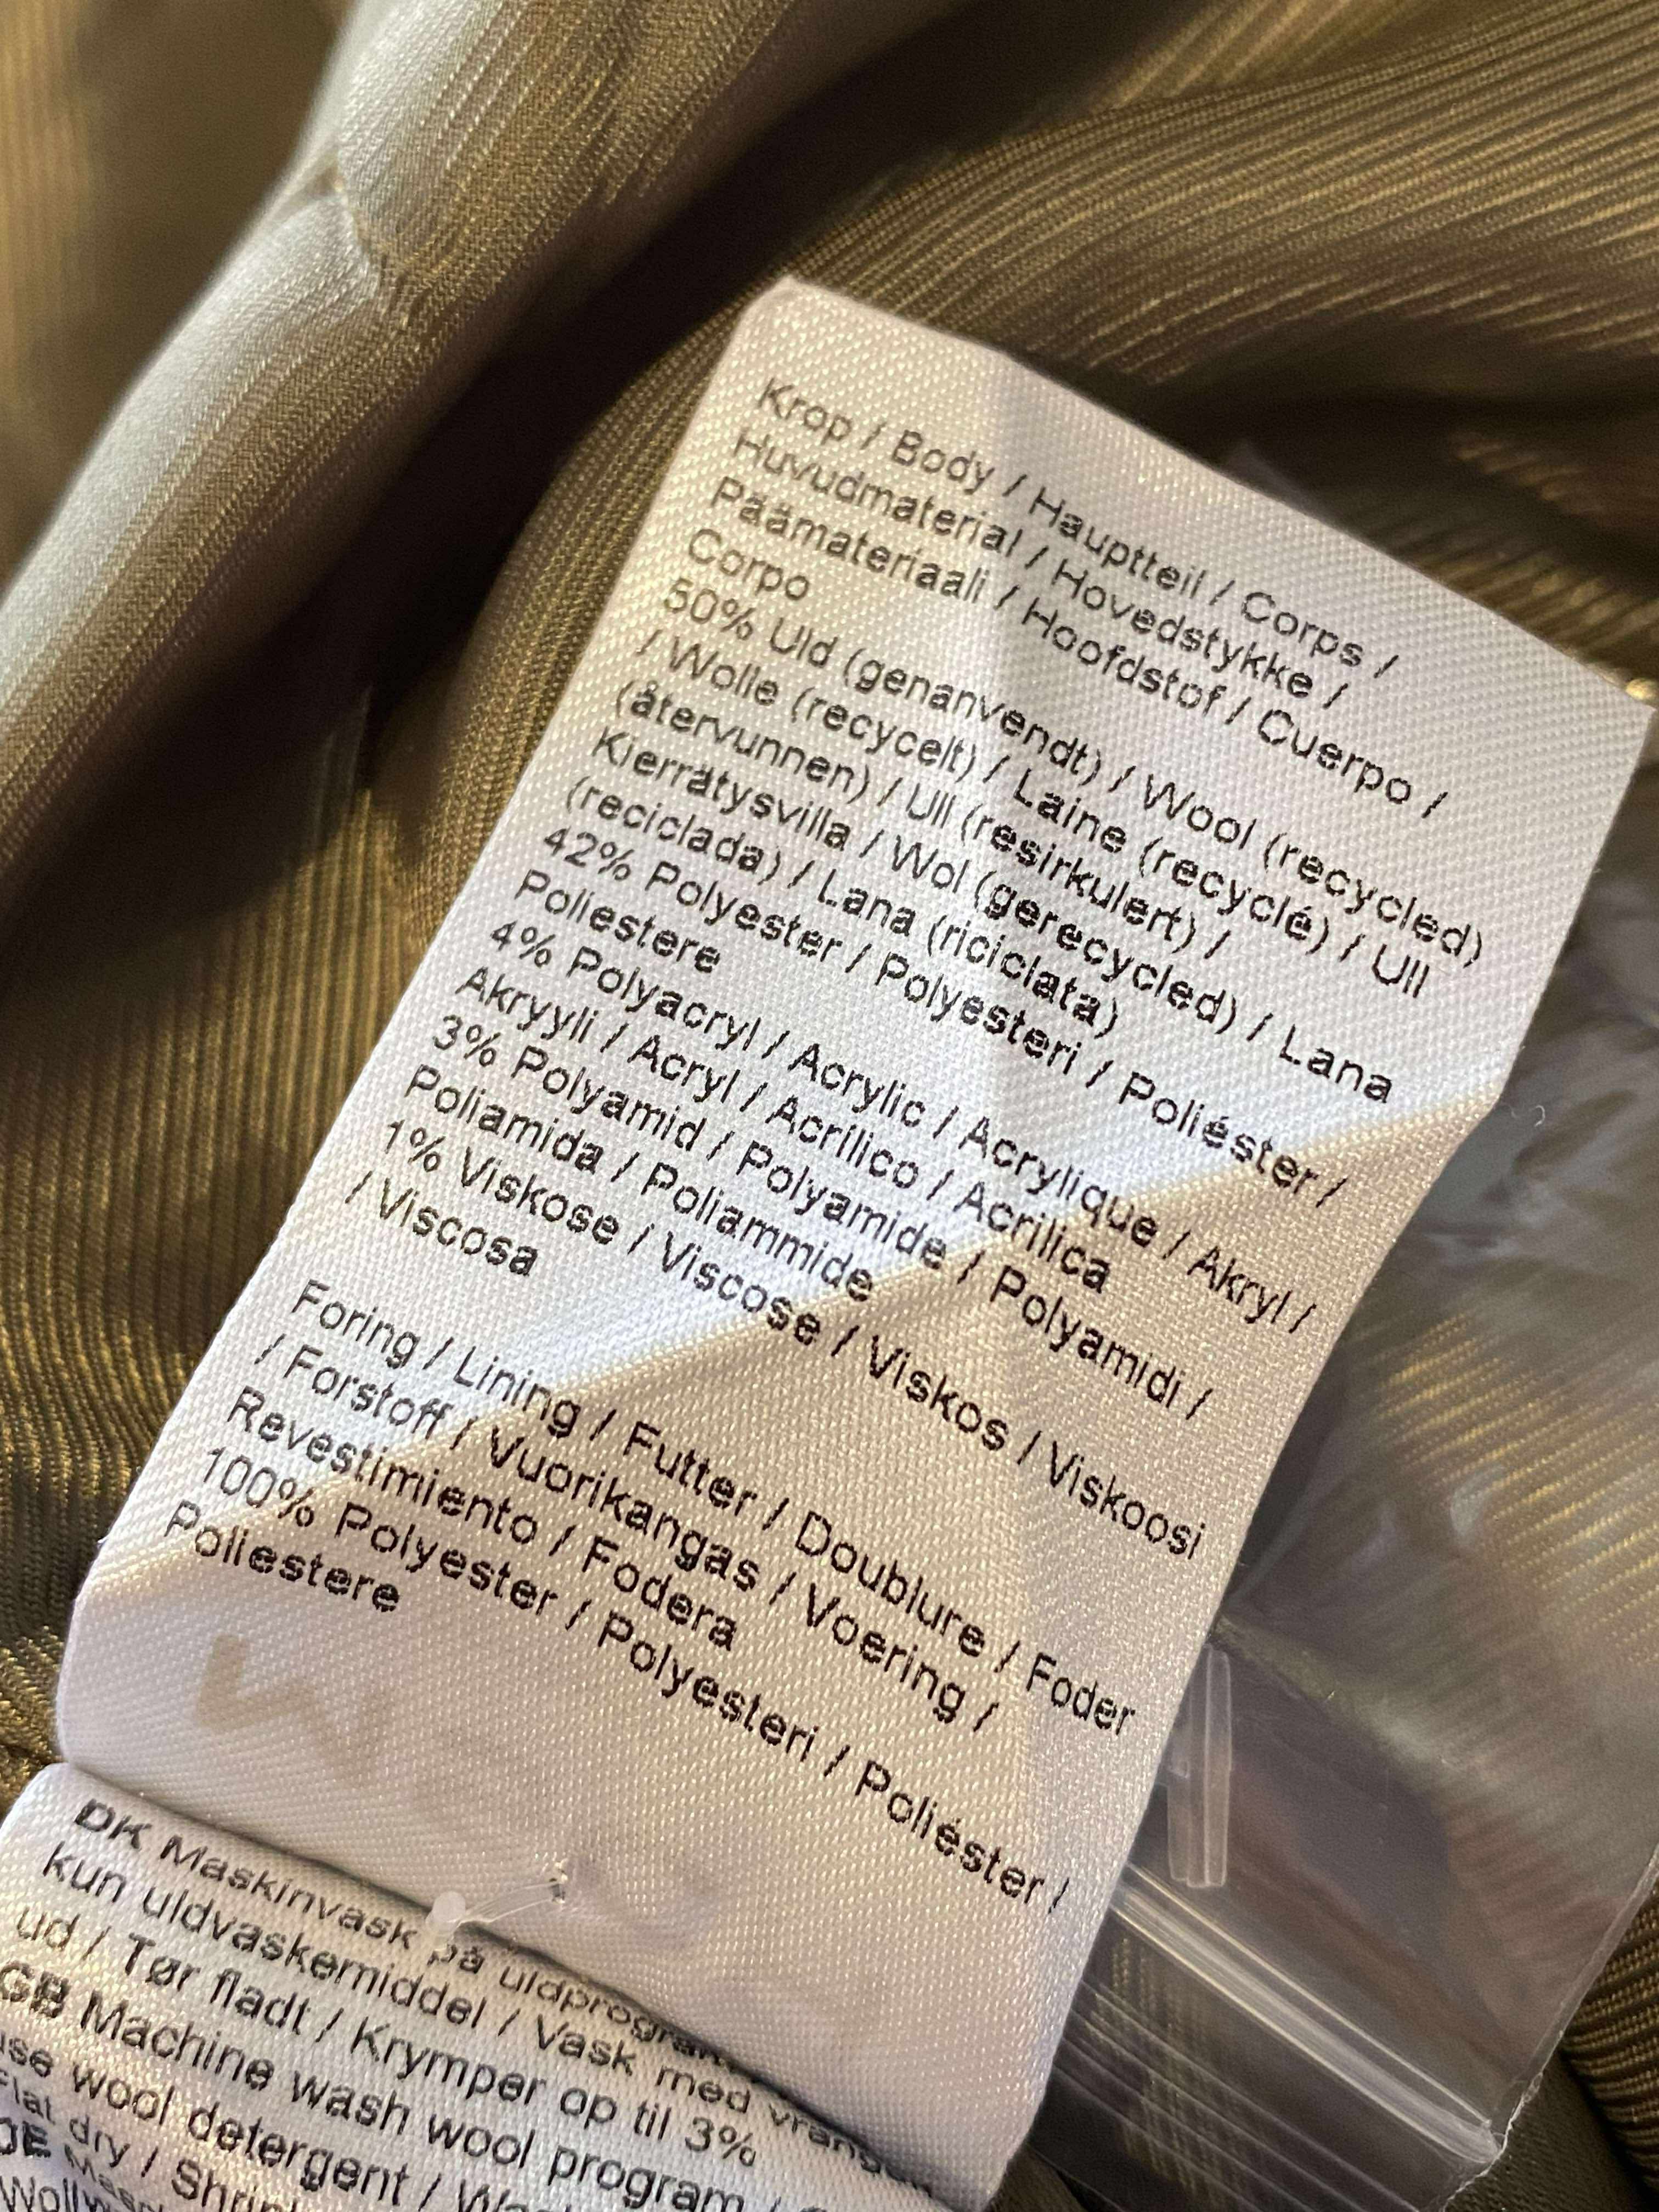 Krop / Body / Hauptteil / Corps /
Huvudmaterial / Hovedstykke /
Päämateriaali / Hoofdstof / Cuerpo /
Corpo
50% Uld (genanvendt) / Wool (recycled)
/ Wolle (recycelt) / Laine (recyclé) / Ull
(återvunnen) / Ull (resirkulert) /
Kierrätysvilla / Wol (gerecycled) / Lana
(reciclada) / Lana (riciclata)
42% Polyester / Polyesteri / Poliéster /
Poliestere
4% Polyacryl / Acrylic / Acrylique / Akryl /
Akryyli / Acryl / Acrílico / Acrilica
3% Polyamid / Polyamide / Polyamidi /
Poliamida / Poliammide
1% Viskose / Viscose / Viskos / Viskoosi
/ Viscosa
Foring / Lining / Futter / Doublure / Foder
/ Forstoff / Vuorikangas / Voering /
Revestimiento / Fodera
100% Polyester / Polyesteri / Poliéster /
Poliestere
DK Maskinvask på
kun uldvaskemiddel / Vask med
ud / Tør fladt / Krymper op til 3%
GB Machine wash wool program /
wool detergent /
Flat dry /